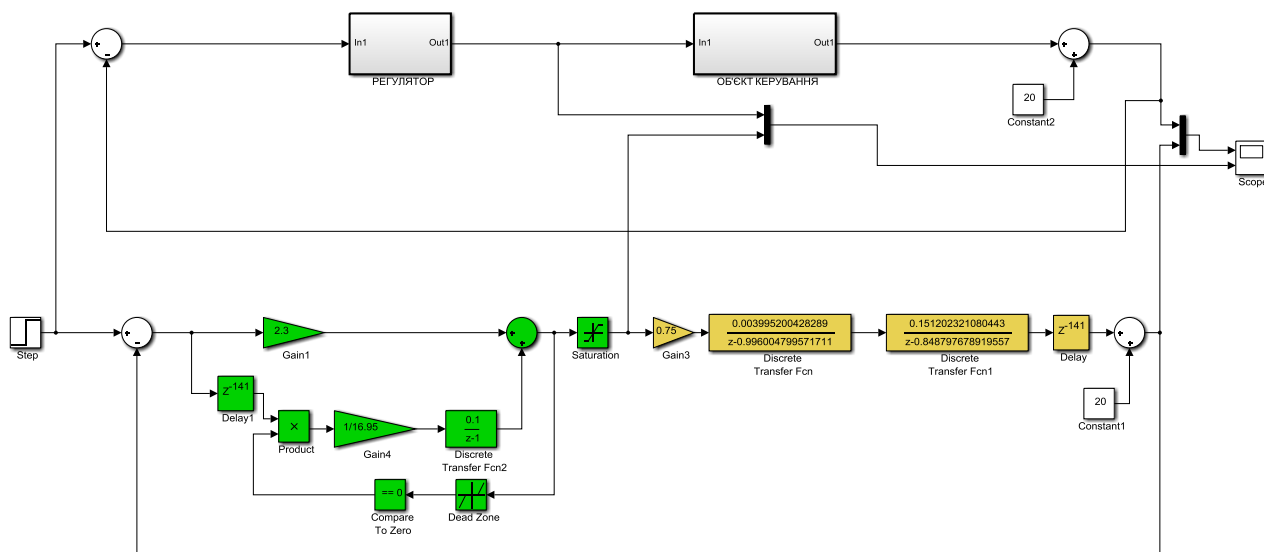 In1
Out1
РЕГУЛЯТОР
In1
Out1
ОБ'ЄКТ КЕРУВАННЯ
20
Constant2
Scope
Step
2.3
Gain1
Saturation
0.75
Gain3
0.003995200428289
z-0.996004799571711
Discrete
Transfer Fcn
0.151202321080443
z-0.848797678919557
Discrete
Transfer Fcn1
Z-141
Delay
20
Constant1
Z-141
Delay1
×
Product
1/16.95
Gain4
0.1
z-1
Discrete
Transfer Fcn2
== 0
Compare
To Zero
Dead Zone